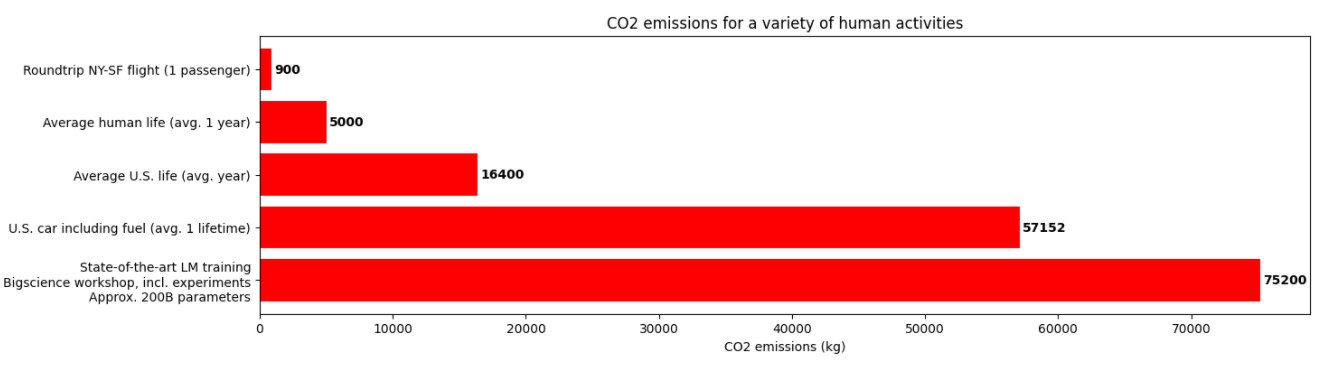 CO2 emissions for a variety of human activities
Roundtrip NY-SF flight (1 passenger)
900
Average human life (avg. 1 year)
5000
Average U.S. life (avg. year)
16400
U.S. car including fuel (avg. 1 lifetime)
57152
State-of-the-art LM training
Bigscience workshop, incl. experiments
Approx. 200B parameters
75200
0 10000 20000 30000 40000 50000 60000 70000
CO2 emissions (kg)